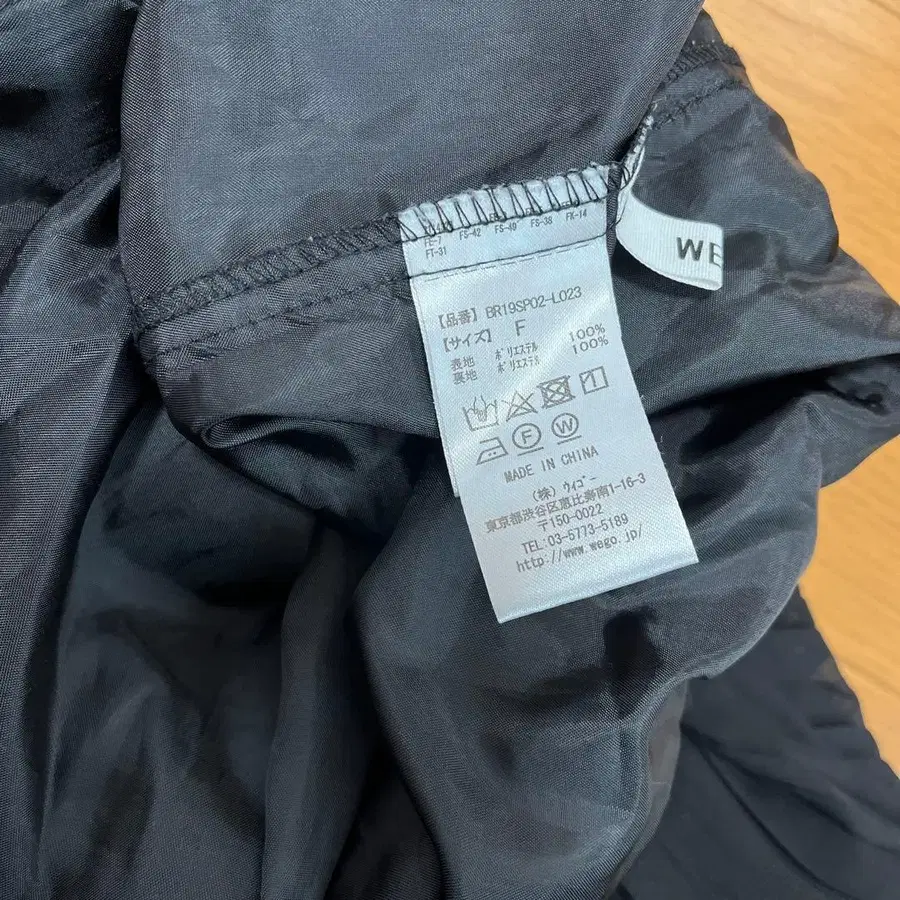 FE-7 FS-42 FS-49 FS-38 FK-14
FT-31
WE
【品番】 BR19SP02-L023
【サイズ】 F
表地 ポリエステル 100%
裏地 ポリエステル 100%
F W
MADE IN CHINA
(株) ウィゴー
東京都渋谷区恵比寿南1-16-3
〒150-0022
TEL:03-5773-5189
http://www.wego.jp/